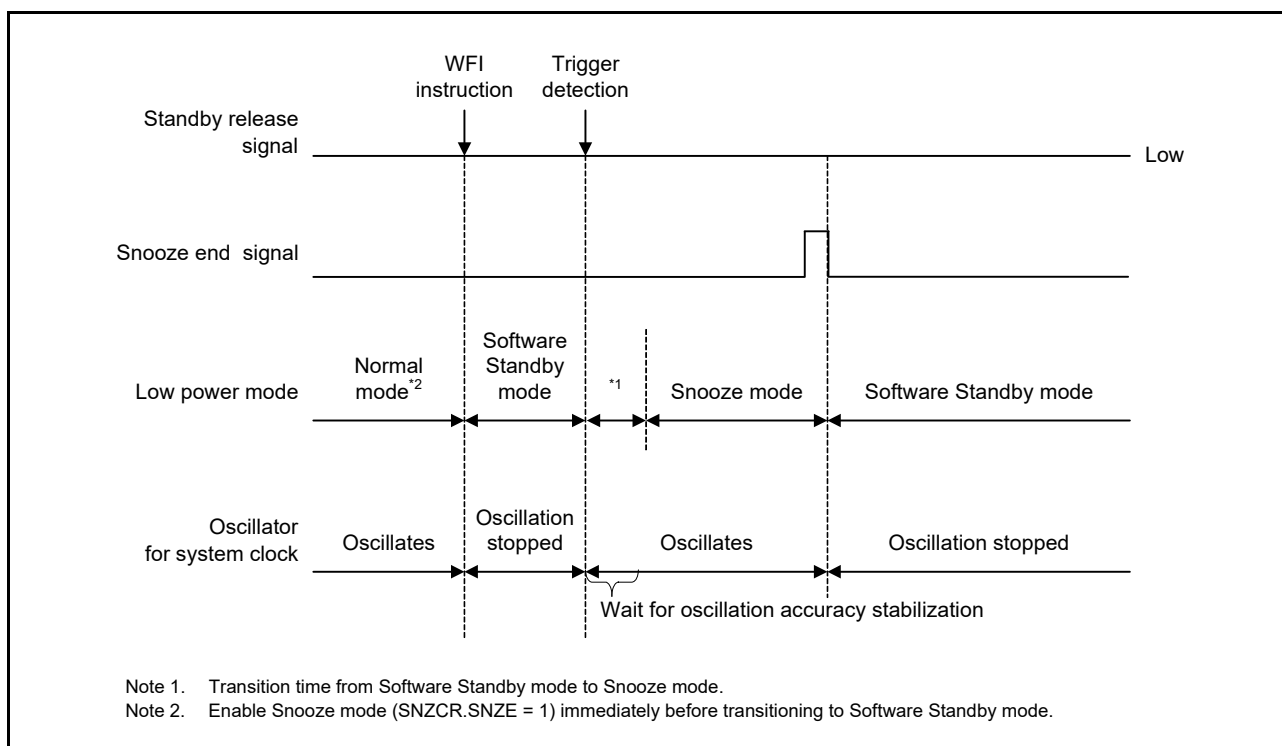 WFI
instruction
Trigger
detection
Standby release
signal
Low
Snooze end  signal
Low power mode
Normal
mode*2
Software
Standby
mode
*1
Snooze mode
Software Standby mode
Oscillator
for system clock
Oscillates
Oscillation
stopped
Oscillates
Oscillation stopped
Wait for oscillation accuracy stabilization
Note 1. Transition time from Software Standby mode to Snooze mode.
Note 2. Enable Snooze mode (SNZCR.SNZE = 1) immediately before transitioning to Software Standby mode.